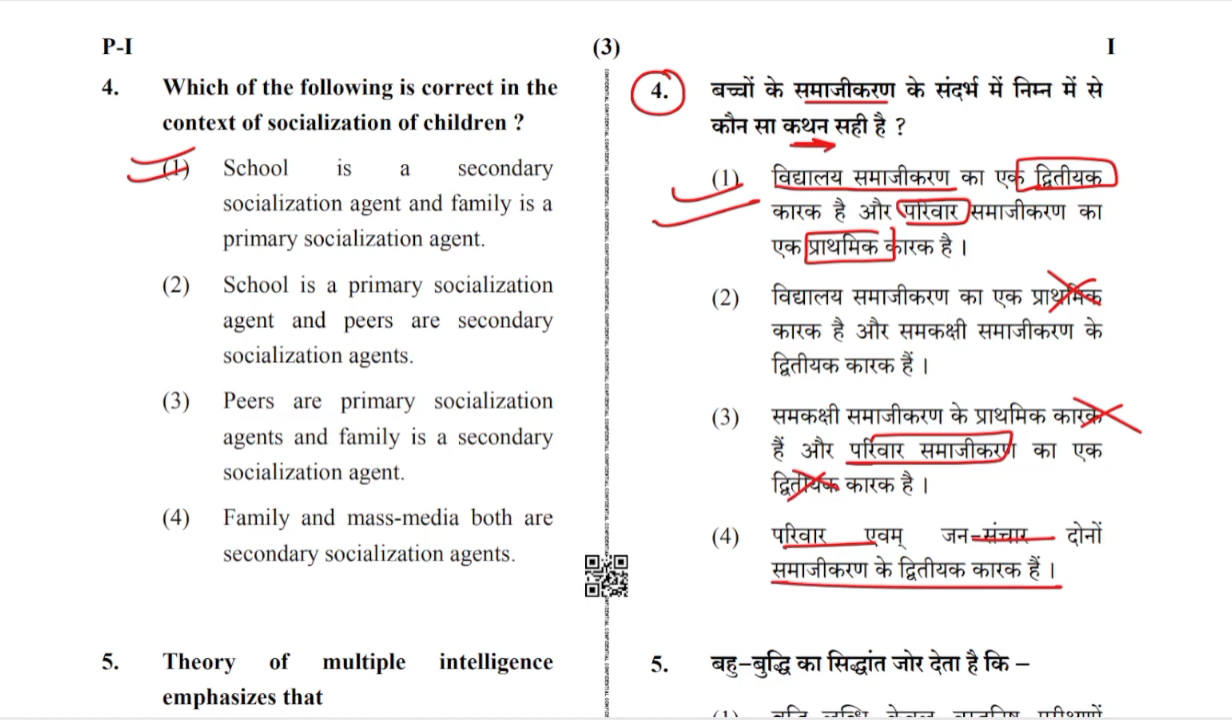 P-I
(3)
I
4. Which of the following is correct in the
context of socialization of children ?
(1) School is a secondary
socialization agent and family is a
primary socialization agent.
(2) School is a primary socialization
agent and peers are secondary
socialization agents.
(3) Peers are primary socialization
agents and family is a secondary
socialization agent.
(4) Family and mass-media both are
secondary socialization agents.
5. Theory of multiple intelligence
emphasizes that
4. बच्चों के समाजीकरण के संदर्भ में निम्न में से
कौन सा कथन सही है ?
(1) विद्यालय समाजीकरण का एक द्वितीयक
कारक है और परिवार समाजीकरण का
एक प्राथमिक कारक है ।
(2) विद्यालय समाजीकरण का एक प्राथमिक
कारक है और समकक्षी समाजीकरण के
द्वितीयक कारक हैं ।
(3) समकक्षी समाजीकरण के प्राथमिक कारक
हैं और परिवार समाजीकरण का एक
द्वितीयक कारक है ।
(4) परिवार एवम् जन-संचार दोनों
समाजीकरण के द्वितीयक कारक हैं ।
5. बहु-बुद्धि का सिद्धांत जोर देता है कि –